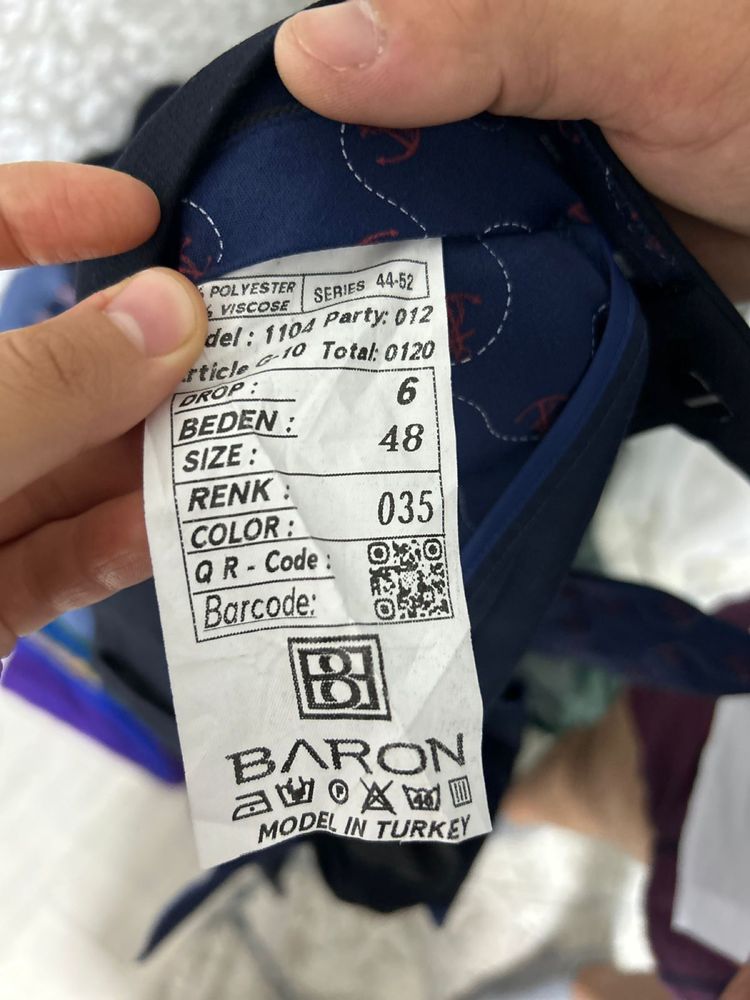 % POLYESTER
% VISCOSE
SERIES 44-52
del : 1104 Party: 012
rticle G-10 Total: 0120
DROP : 6
BEDEN :
SIZE : 48
RENK :
COLOR : 035
Q R - Code :
Barcode:
B
BARON
P
40
MODEL IN TURKEY